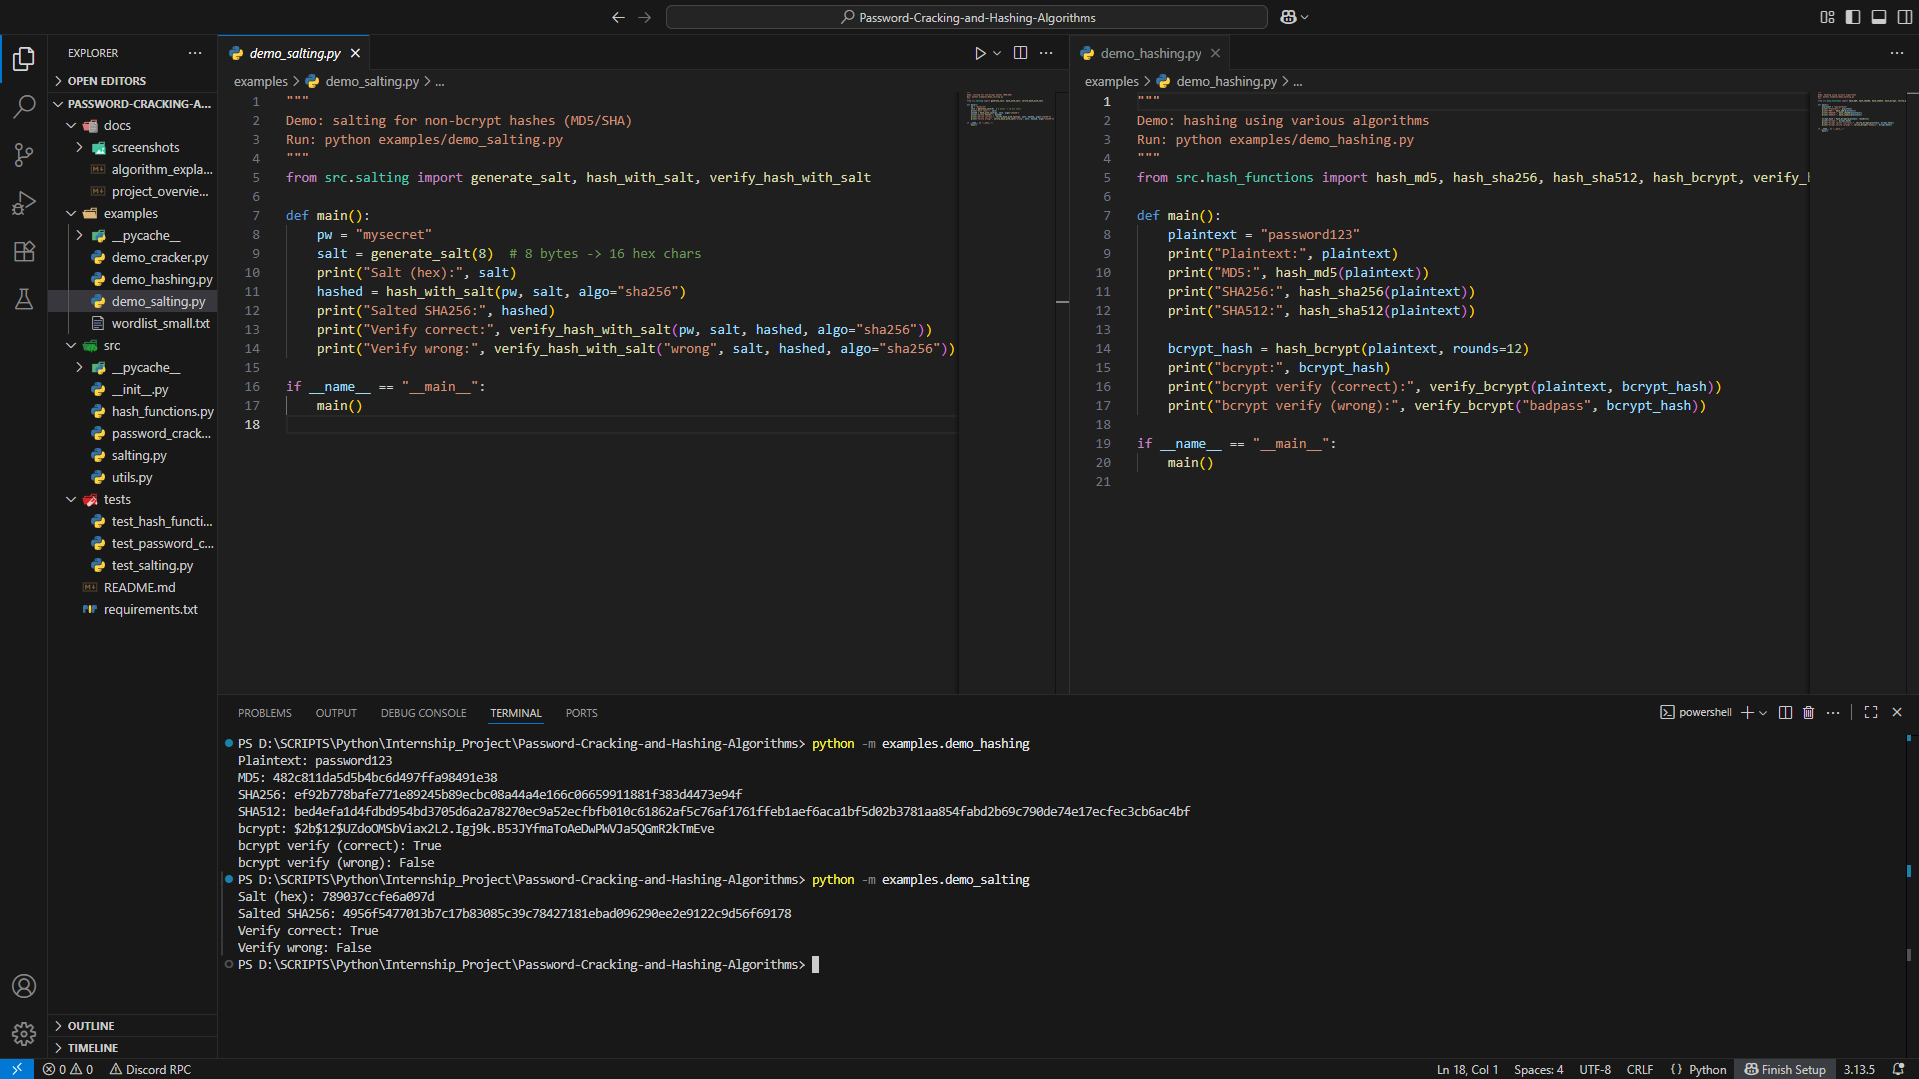 Password-Cracking-and-Hashing-Algorithms
EXPLORER
OPEN EDITORS
PASSWORD-CRACKING-A...
docs
screenshots
algorithm_expla...
project_overvie...
examples
__pycache__
demo_cracker.py
demo_hashing.py
demo_salting.py
wordlist_small.txt
src
__pycache__
__init__.py
hash_functions.py
password_crack...
salting.py
utils.py
tests
test_hash_functi...
test_password_c...
test_salting.py
README.md
requirements.txt
OUTLINE
TIMELINE
demo_salting.py
examples > demo_salting.py > ...
1 """
2 Demo: salting for non-bcrypt hashes (MD5/SHA)
3 Run: python examples/demo_salting.py
4 """
5 from src.salting import generate_salt, hash_with_salt, verify_hash_with_salt
6
7 def main():
8 pw = "mysecret"
9 salt = generate_salt(8)  # 8 bytes -> 16 hex chars
10 print("Salt (hex):", salt)
11 hashed = hash_with_salt(pw, salt, algo="sha256")
12 print("Salted SHA256:", hashed)
13 print("Verify correct:", verify_hash_with_salt(pw, salt, hashed, algo="sha256"))
14 print("Verify wrong:", verify_hash_with_salt("wrong", salt, hashed, algo="sha256"))
15
16 if __name__ == "__main__":
17 main()
18
demo_hashing.py
examples > demo_hashing.py > ...
1 """
2 Demo: hashing using various algorithms
3 Run: python examples/demo_hashing.py
4 """
5 from src.hash_functions import hash_md5, hash_sha256, hash_sha512, hash_bcrypt, verify_b
6
7 def main():
8 plaintext = "password123"
9 print("Plaintext:", plaintext)
10 print("MD5:", hash_md5(plaintext))
11 print("SHA256:", hash_sha256(plaintext))
12 print("SHA512:", hash_sha512(plaintext))
13
14 bcrypt_hash = hash_bcrypt(plaintext, rounds=12)
15 print("bcrypt:", bcrypt_hash)
16 print("bcrypt verify (correct):", verify_bcrypt(plaintext, bcrypt_hash))
17 print("bcrypt verify (wrong):", verify_bcrypt("badpass", bcrypt_hash))
18
19 if __name__ == "__main__":
20 main()
21
PROBLEMS OUTPUT DEBUG CONSOLE TERMINAL PORTS
powershell
PS D:\SCRIPTS\Python\Internship_Project\Password-Cracking-and-Hashing-Algorithms> python -m examples.demo_hashing
Plaintext: password123
MD5: 482c811da5d5b4bc6d497ffa98491e38
SHA256: ef92b778bafe771e89245b89ecbc08a44a4e166c06659911881f383d4473e94f
SHA512: bed4efa1d4fdbd954bd3705d6a2a78270ec9a52ecfbfb010c61862af5c76af1761ffeb1aef6aca1bf5d02b3781aa854fabd2b69c790de74e17ecfec3cb6ac4bf
bcrypt: $2b$12$UZdoOMSbViax2L2.Igj9k.B53JYfmaToAeDwPWVJa5QGmR2kTmEve
bcrypt verify (correct): True
bcrypt verify (wrong): False
PS D:\SCRIPTS\Python\Internship_Project\Password-Cracking-and-Hashing-Algorithms> python -m examples.demo_salting
Salt (hex): 789037ccfe6a097d
Salted SHA256: 4956f5477013b7c17b83085c39c78427181ebad096290ee2e9122c9d56f69178
Verify correct: True
Verify wrong: False
PS D:\SCRIPTS\Python\Internship_Project\Password-Cracking-and-Hashing-Algorithms>
0 0 Discord RPC
Ln 18, Col 1 Spaces: 4 UTF-8 CRLF {} Python Finish Setup 3.13.5